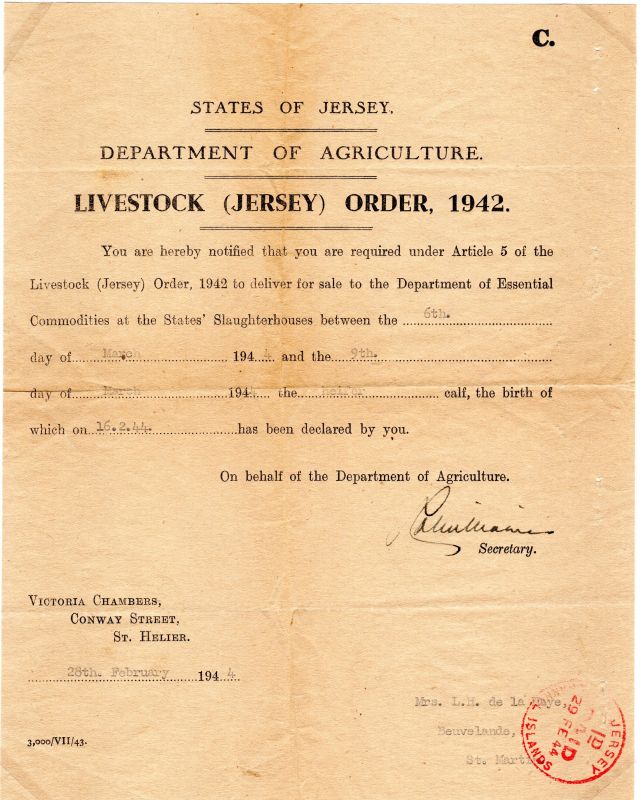 C.
STATES OF JERSEY.
DEPARTMENT OF AGRICULTURE.
LIVESTOCK (JERSEY) ORDER, 1942.
You are hereby notified that you are required under Article 5 of the
Livestock (Jersey) Order, 1942 to deliver for sale to the Department of Essential
Commodities at the States' Slaughterhouses between the 6th.
day of March 1944 and the 9th.
day of March 1944 the heifer calf, the birth of
which on 16.2.44. has been declared by you.
On behalf of the Department of Agriculture.
Secretary.
VICTORIA CHAMBERS,
CONWAY STREET,
ST. HELIER.
28th. February 1944
3,000/VII/43.
Mrs. L.H. de la Haye,
Beuvelande,
St. Martin
JERSEY
ISLANDS
PAID
29 FE 44
1D